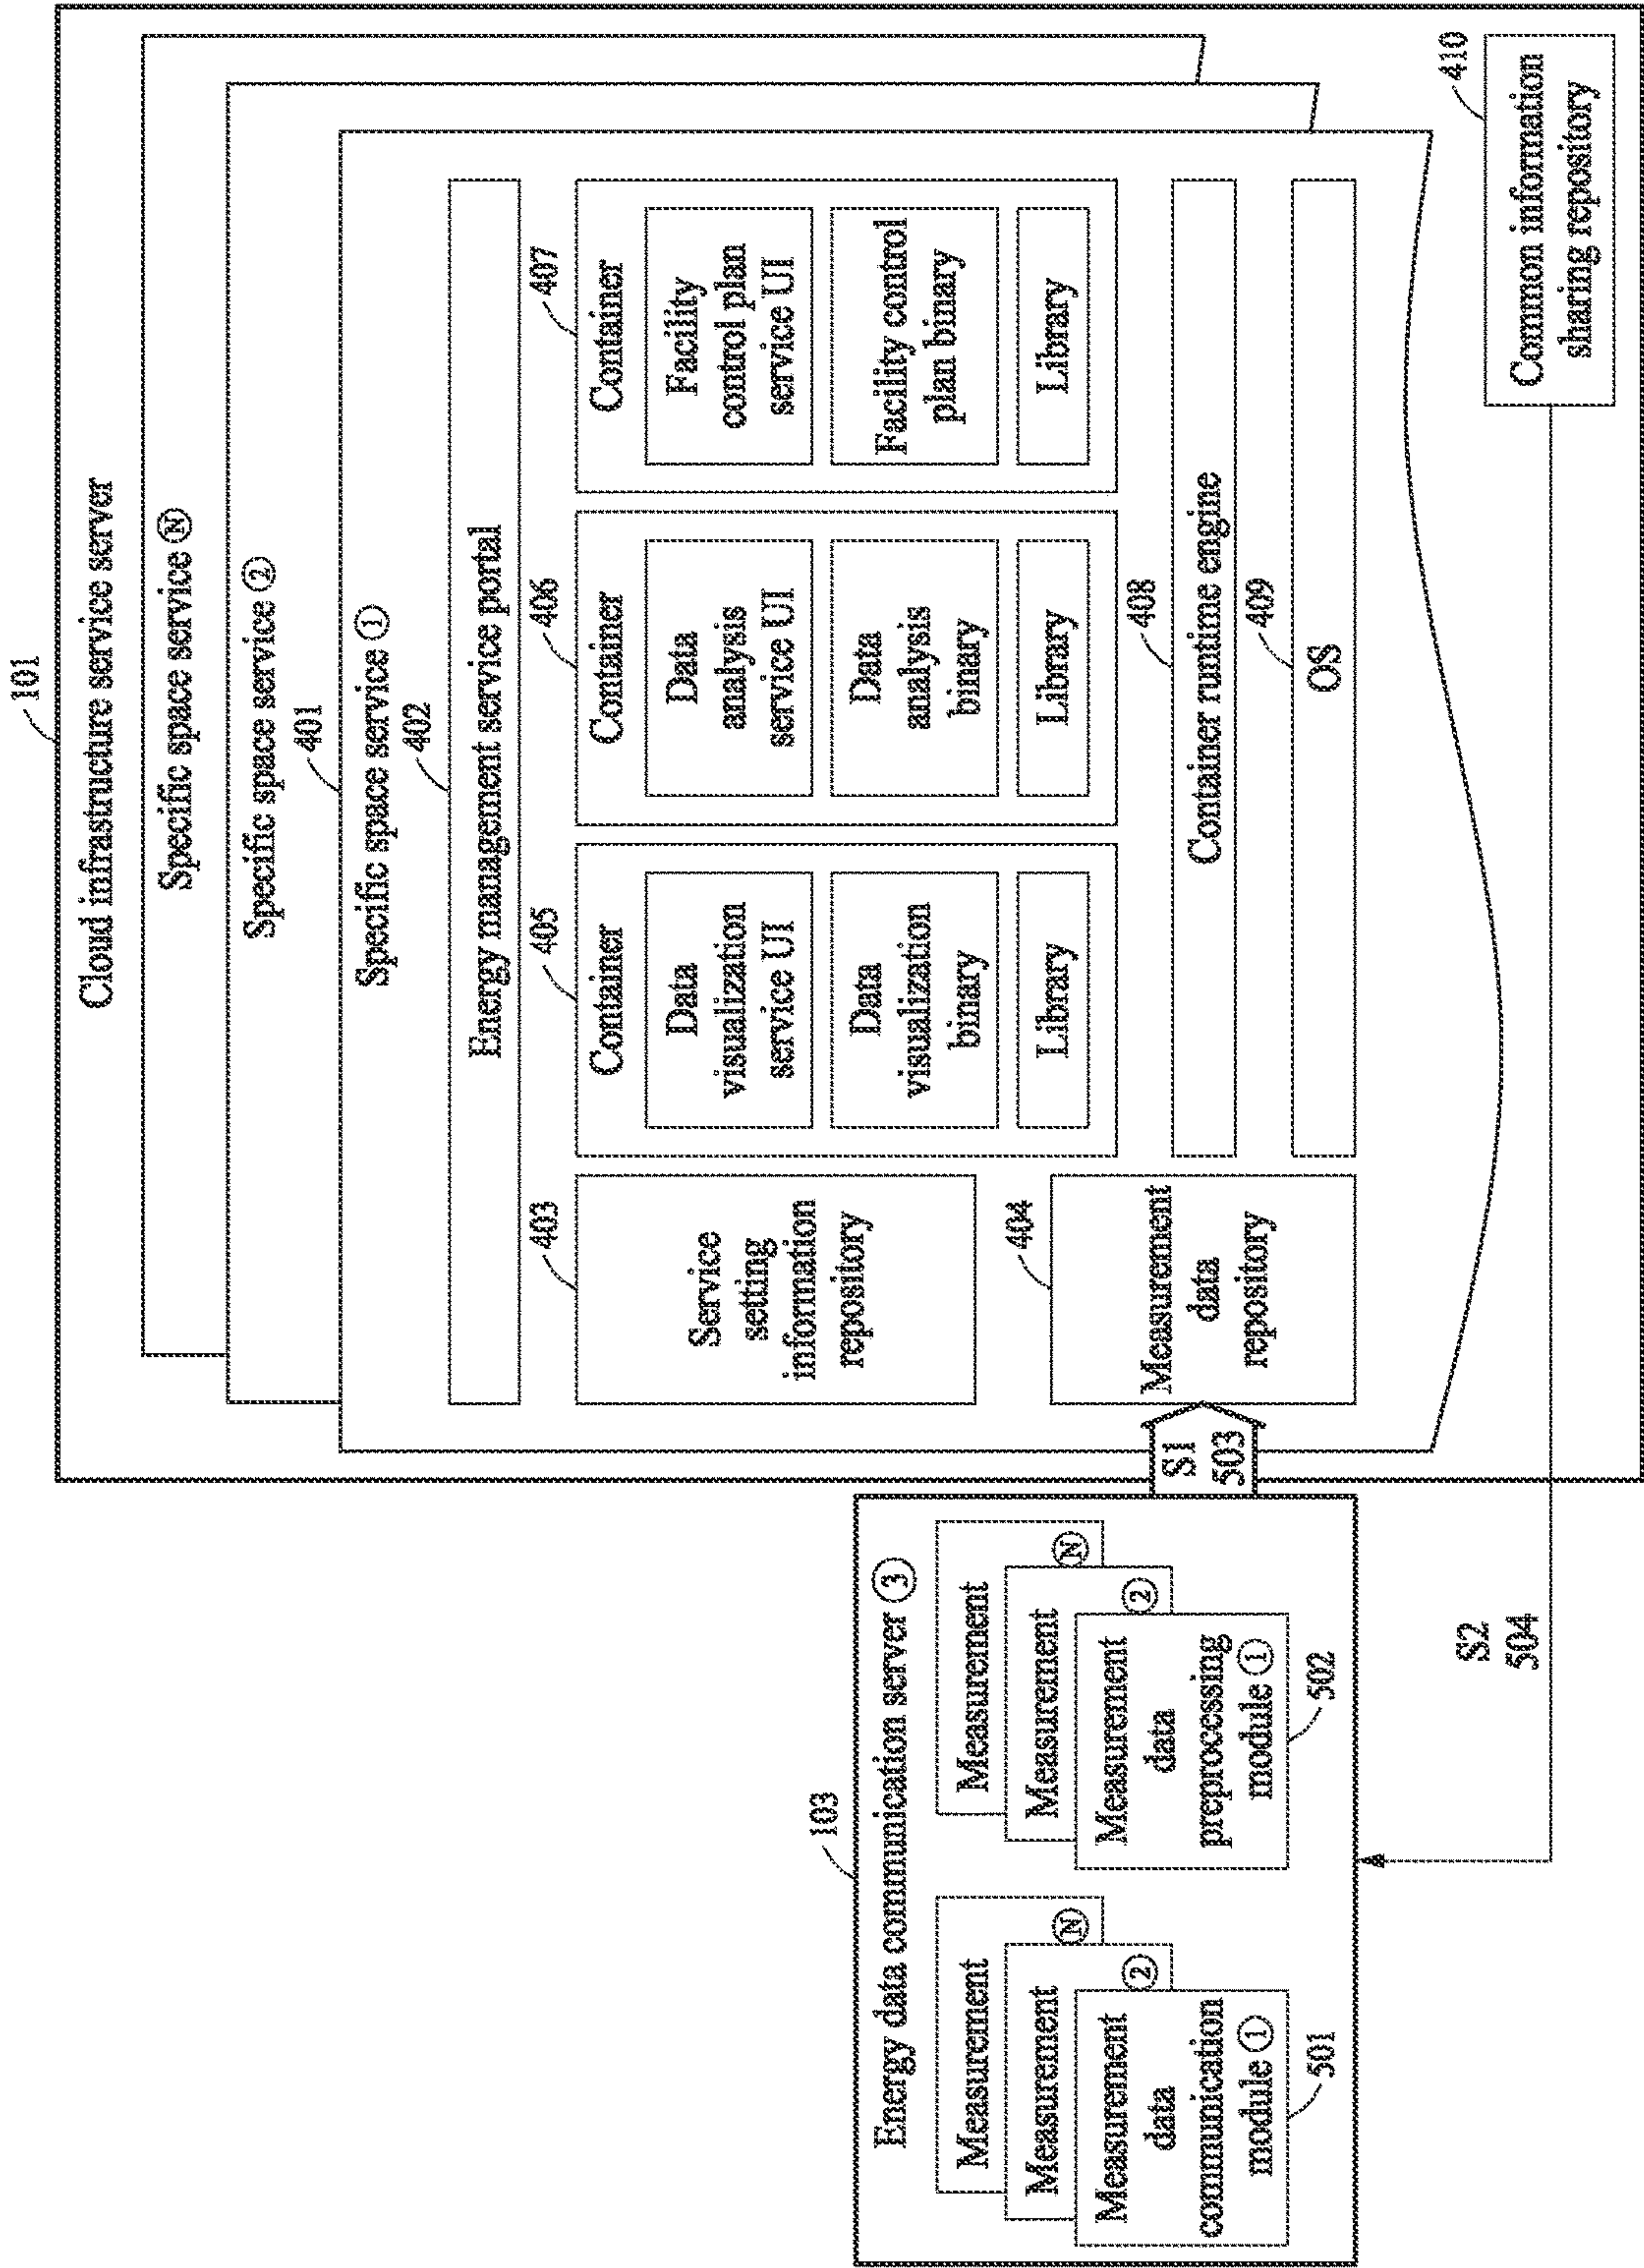 101
Cloud infrastructure service server
Specific space service Ⓝ
Specific space service ②
401
Specific space service ①
402
Energy management service portal
403
Service
setting
information
repository
404
Measurement
data
repository
405
Container
Data
visualization
service UI
Data
visualization
binary
Library
406
Container
Data
analysis
service UI
Data
analysis
binary
Library
407
Container
Facility
control plan
service UI
Facility control
plan binary
Library
408
Container runtime engine
409
OS
410
Common information
sharing repository
103
Energy data communication server ③
Measurement
Ⓝ
Measurement
②
Measurement
data
communication
module ①
501
Measurement
Ⓝ
Measurement
②
Measurement
data
preprocessing
module ①
502
S1
503
S2
504